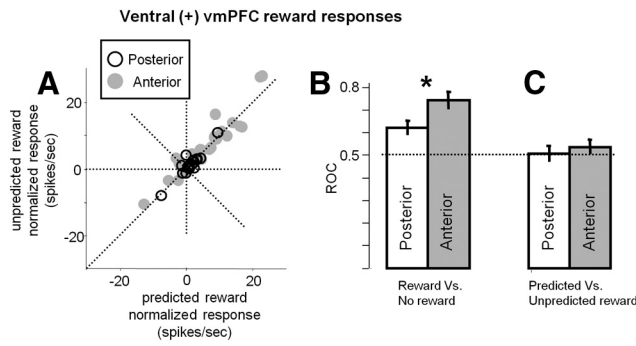 Ventral (+) vmPFC reward responses
A
Posterior
Anterior
unpredicted reward
normalized response
(spikes/sec)
20
0
-20
-20
0
20
predicted reward
normalized response
(spikes/sec)
B
*
0.8
0.5
ROC
Posterior
Anterior
Reward Vs.
No reward
C
Posterior
Anterior
Predicted Vs.
Unpredicted reward